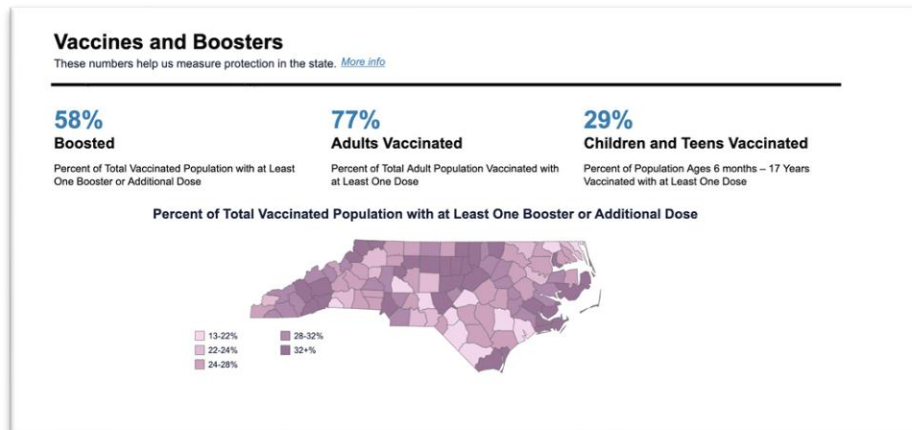 Vaccines and Boosters
These numbers help us measure protection in the state. More info
58%
Boosted
Percent of Total Vaccinated Population with at Least
One Booster or Additional Dose
77%
Adults Vaccinated
Percent of Total Adult Population Vaccinated with
at Least One Dose
29%
Children and Teens Vaccinated
Percent of Population Ages 6 months – 17 Years
Vaccinated with at Least One Dose
Percent of Total Vaccinated Population with at Least One Booster or Additional Dose
13-22%
22-24%
24-28%
28-32%
32+%